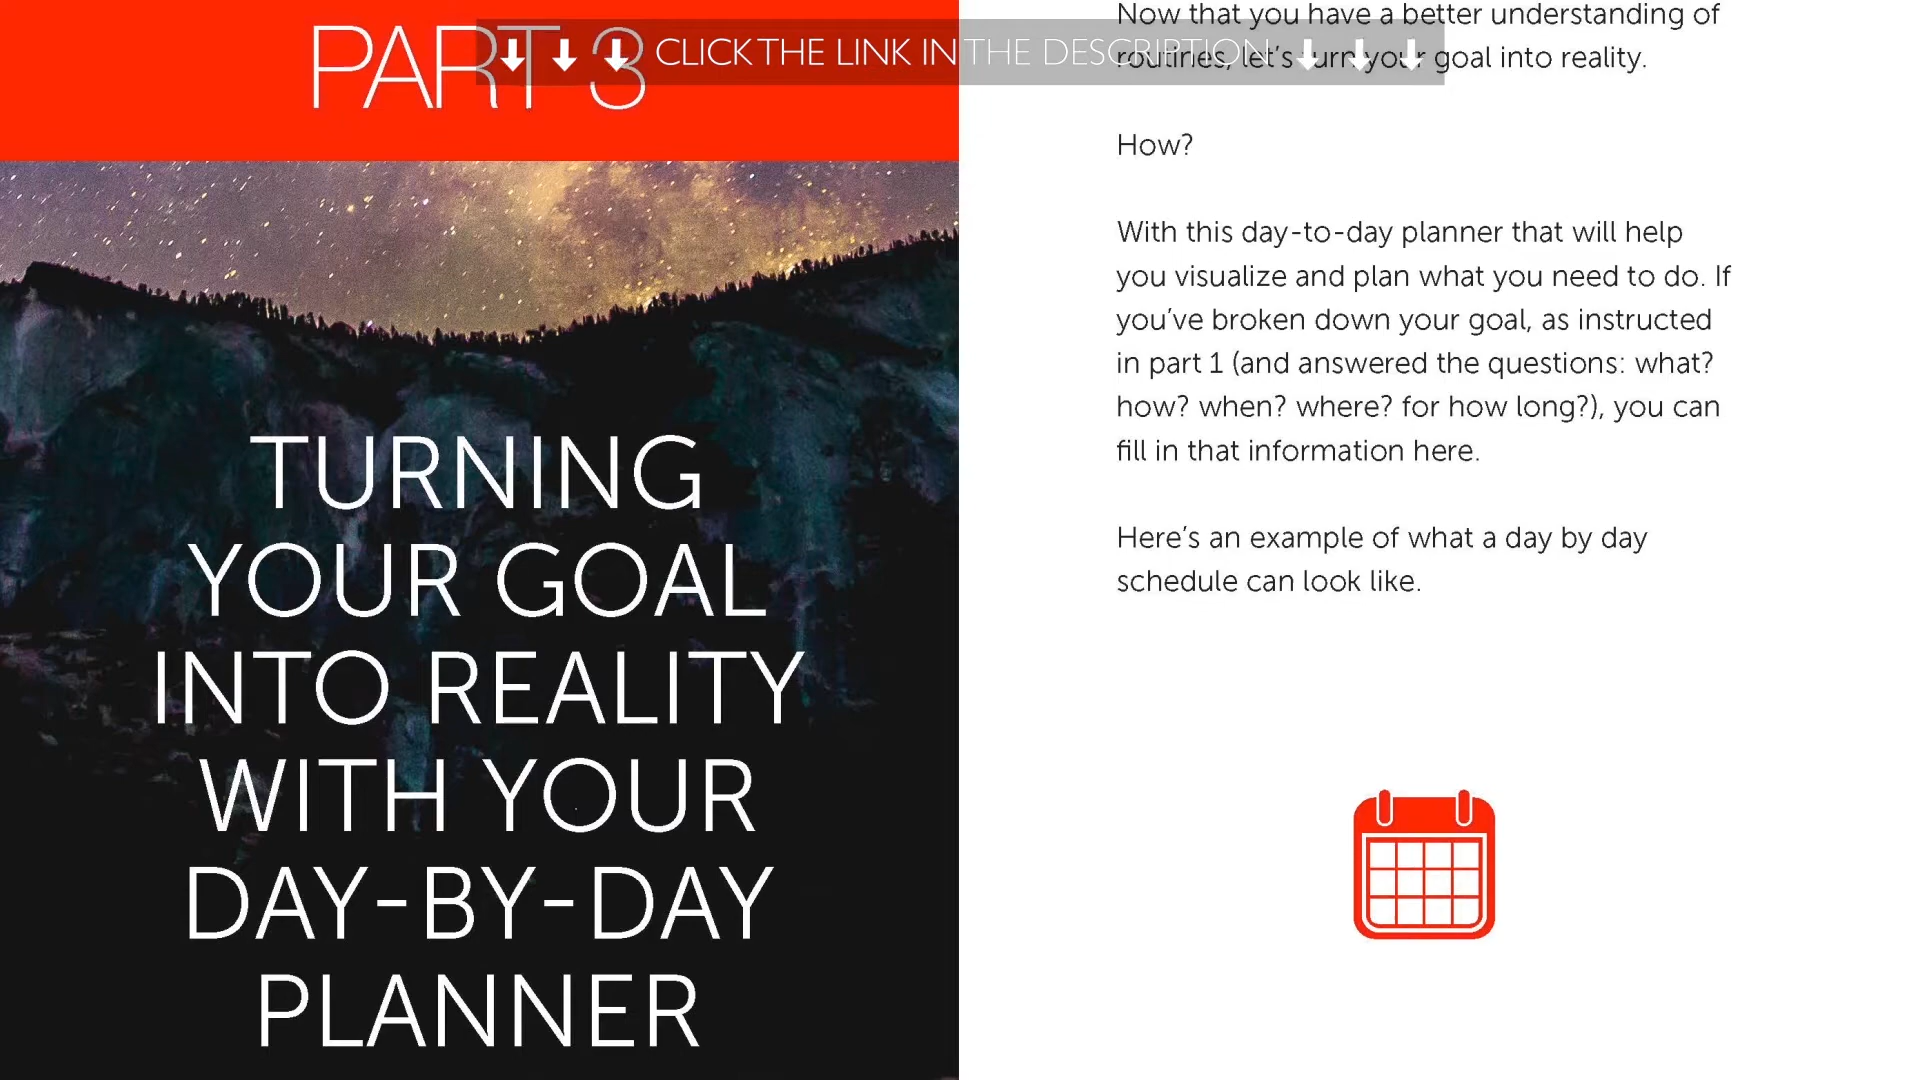 PART 3
CLICK THE LINK IN THE DESCRIPTION
TURNING
YOUR GOAL
INTO REALITY
WITH YOUR
DAY-BY-DAY
PLANNER
Now that you have a better understanding of
routines, let's turn your goal into reality.
How?
With this day-to-day planner that will help
you visualize and plan what you need to do. If
you've broken down your goal, as instructed
in part 1 (and answered the questions: what?
how? when? where? for how long?), you can
fill in that information here.
Here's an example of what a day by day
schedule can look like.